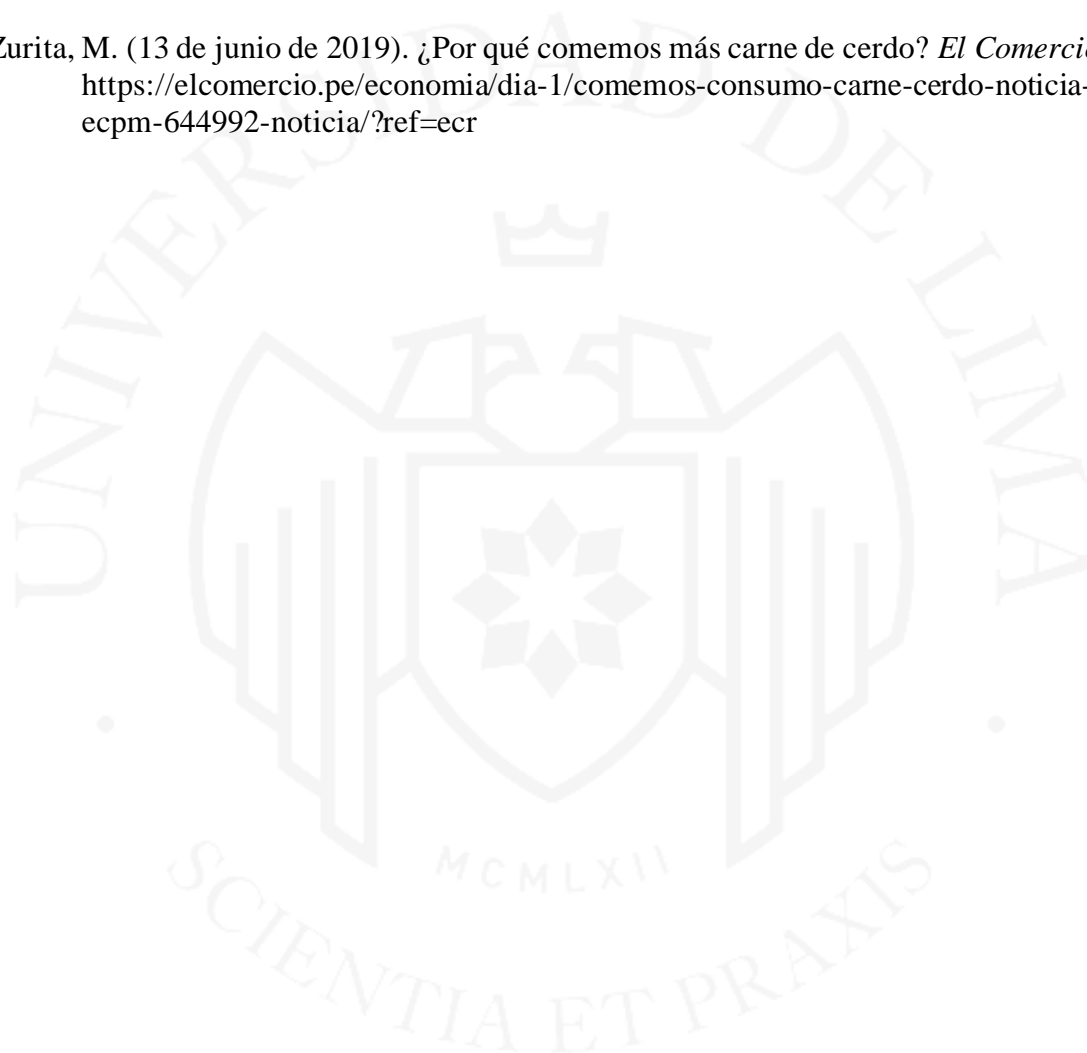 Zurita, M. (13 de junio de 2019). ¿Por qué comemos más carne de cerdo? El Comercio
https://elcomercio.pe/economia/dia-1/comemos-consumo-carne-cerdo-noticia-
ecpm-644992-noticia/?ref=ecr
UNIVERSIDAD DE LIMA
MCMLXII
SCIENTIA ET PRAXIS